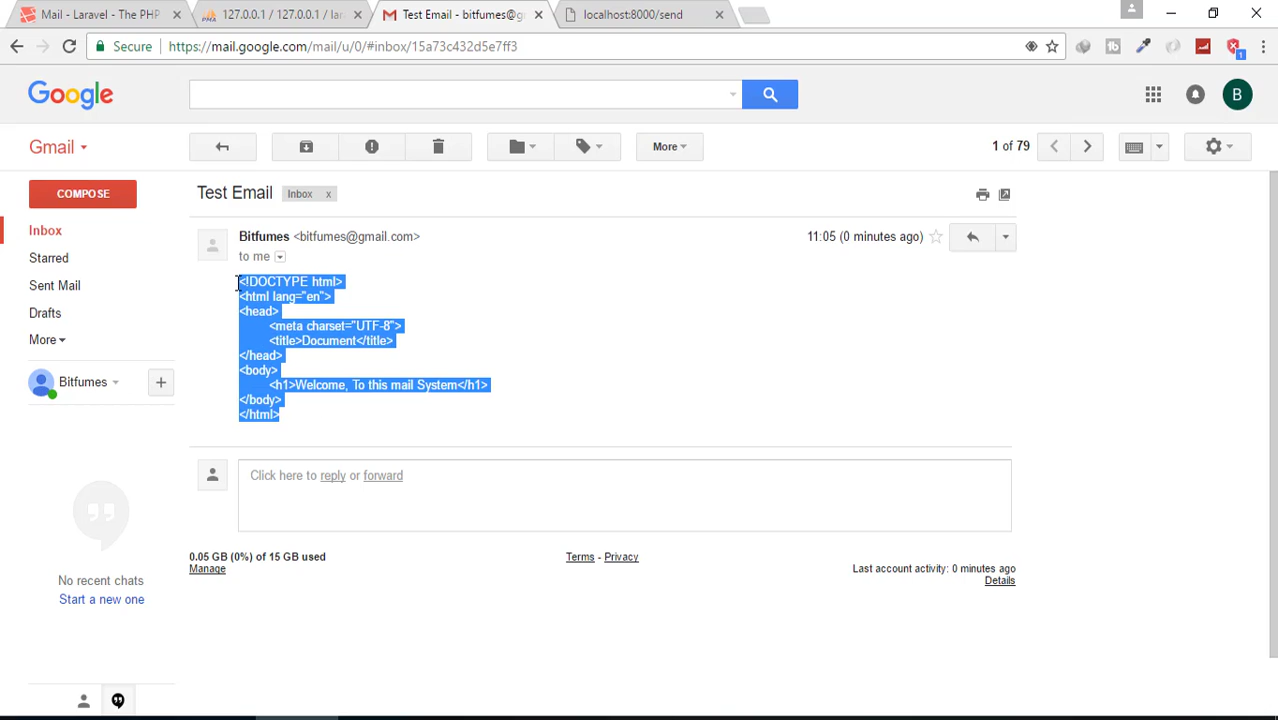 Mail - Laravel - The PHP
127.0.0.1 / 127.0.0.1 / lar
Test Email - bitfumes@g
localhost:8000/send
Secure
https://mail.google.com/mail/u/0/#inbox/15a73c432d5e7ff3
1
Google
B
Gmail
More
1 of 79
COMPOSE
Inbox
Starred
Sent Mail
Drafts
More
Bitfumes
Test Email
Inbox x
Bitfumes <bitfumes@gmail.com>
11:05 (0 minutes ago)
to me
<!DOCTYPE html>
<html lang="en">
<head>
<meta charset="UTF-8">
<title>Document</title>
</head>
<body>
<h1>Welcome, To this mail System</h1>
</body>
</html>
Click here to reply or forward
0.05 GB (0%) of 15 GB used
Manage
Terms - Privacy
Last account activity: 0 minutes ago
Details
No recent chats
Start a new one